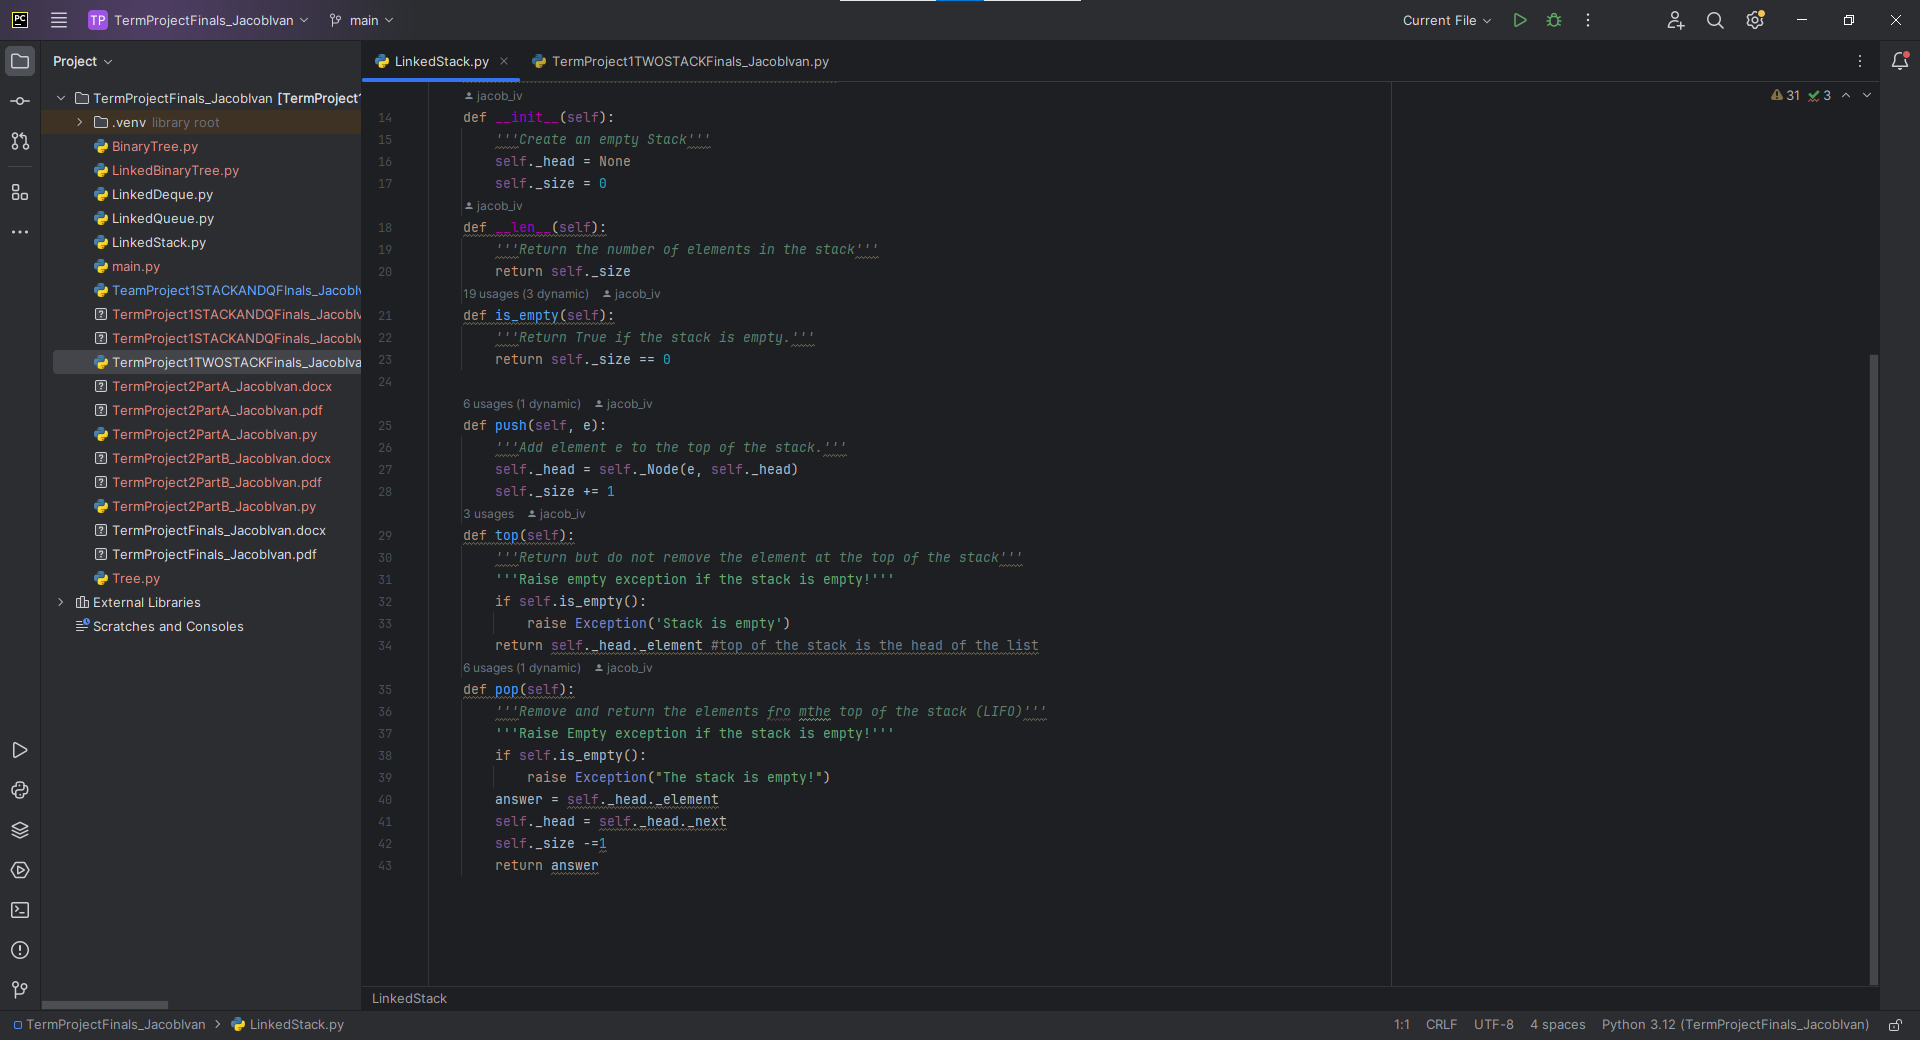 PC TP TermProjectFinals_JacobIvan main Current File
Project
LinkedStack.py TermProject1TWOSTACKFinals_JacobIvan.py
TermProjectFinals_JacobIvan [TermProject1
.venv library root
BinaryTree.py
LinkedBinaryTree.py
LinkedDeque.py
LinkedQueue.py
LinkedStack.py
main.py
TeamProject1STACKANDQFInals_JacobIv
TermProject1STACKANDQFinals_JacobIv
TermProject1STACKANDQFinals_JacobIv
TermProject1TWOSTACKFinals_JacobIva
TermProject2PartA_JacobIvan.docx
TermProject2PartA_JacobIvan.pdf
TermProject2PartA_JacobIvan.py
TermProject2PartB_JacobIvan.docx
TermProject2PartB_JacobIvan.pdf
TermProject2PartB_JacobIvan.py
TermProjectFinals_JacobIvan.docx
TermProjectFinals_JacobIvan.pdf
Tree.py
External Libraries
Scratches and Consoles
31 3
jacob_iv
14 def __init__(self):
15 '''Create an empty Stack'''
16 self._head = None
17 self._size = 0
jacob_iv
18 def __len__(self):
19 '''Return the number of elements in the stack'''
20 return self._size
19 usages (3 dynamic) jacob_iv
21 def is_empty(self):
22 '''Return True if the stack is empty.'''
23 return self._size == 0
24
6 usages (1 dynamic) jacob_iv
25 def push(self, e):
26 '''Add element e to the top of the stack.'''
27 self._head = self._Node(e, self._head)
28 self._size += 1
3 usages jacob_iv
29 def top(self):
30 '''Return but do not remove the element at the top of the stack'''
31 '''Raise empty exception if the stack is empty!'''
32 if self.is_empty():
33 raise Exception('Stack is empty')
34 return self._head._element #top of the stack is the head of the list
6 usages (1 dynamic) jacob_iv
35 def pop(self):
36 '''Remove and return the elements fro mthe top of the stack (LIFO)'''
37 '''Raise Empty exception if the stack is empty!'''
38 if self.is_empty():
39 raise Exception("The stack is empty!")
40 answer = self._head._element
41 self._head = self._head._next
42 self._size -=1
43 return answer
LinkedStack
TermProjectFinals_JacobIvan LinkedStack.py 1:1 CRLF UTF-8 4 spaces Python 3.12 (TermProjectFinals_JacobIvan)